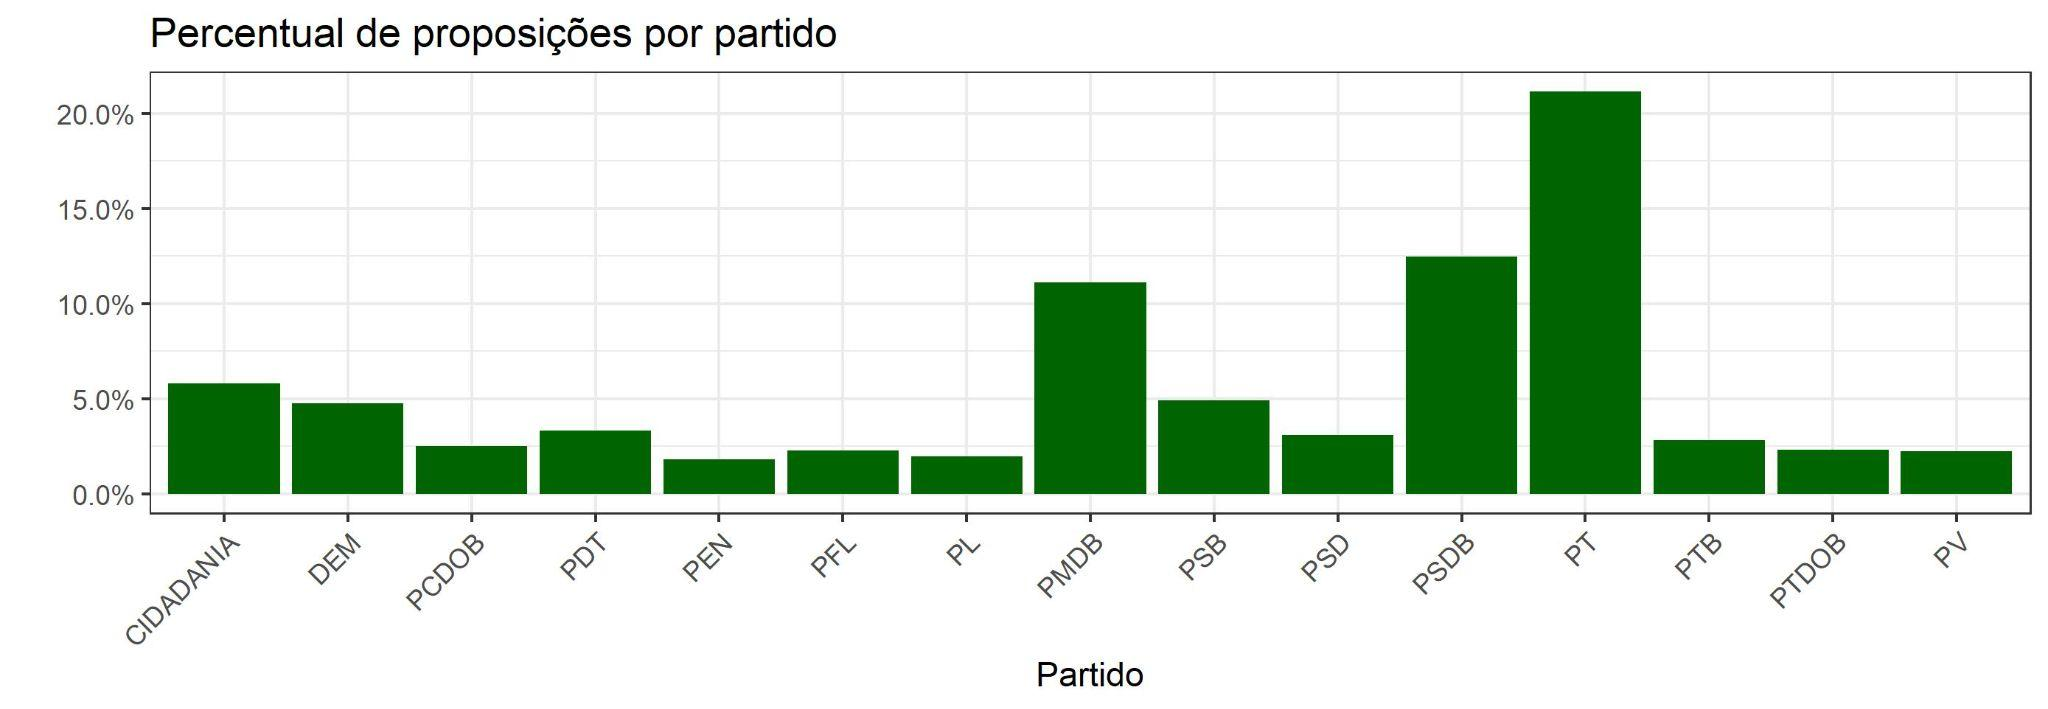 Percentual de proposições por partido
20.0%
15.0%
10.0%
5.0%
0.0%
CIDADANIA
DEM
PCDOB
PDT
PEN
PFL
PL
PMDB
PSB
PSD
PSDB
PT
PTB
PTDOB
PV
Partido